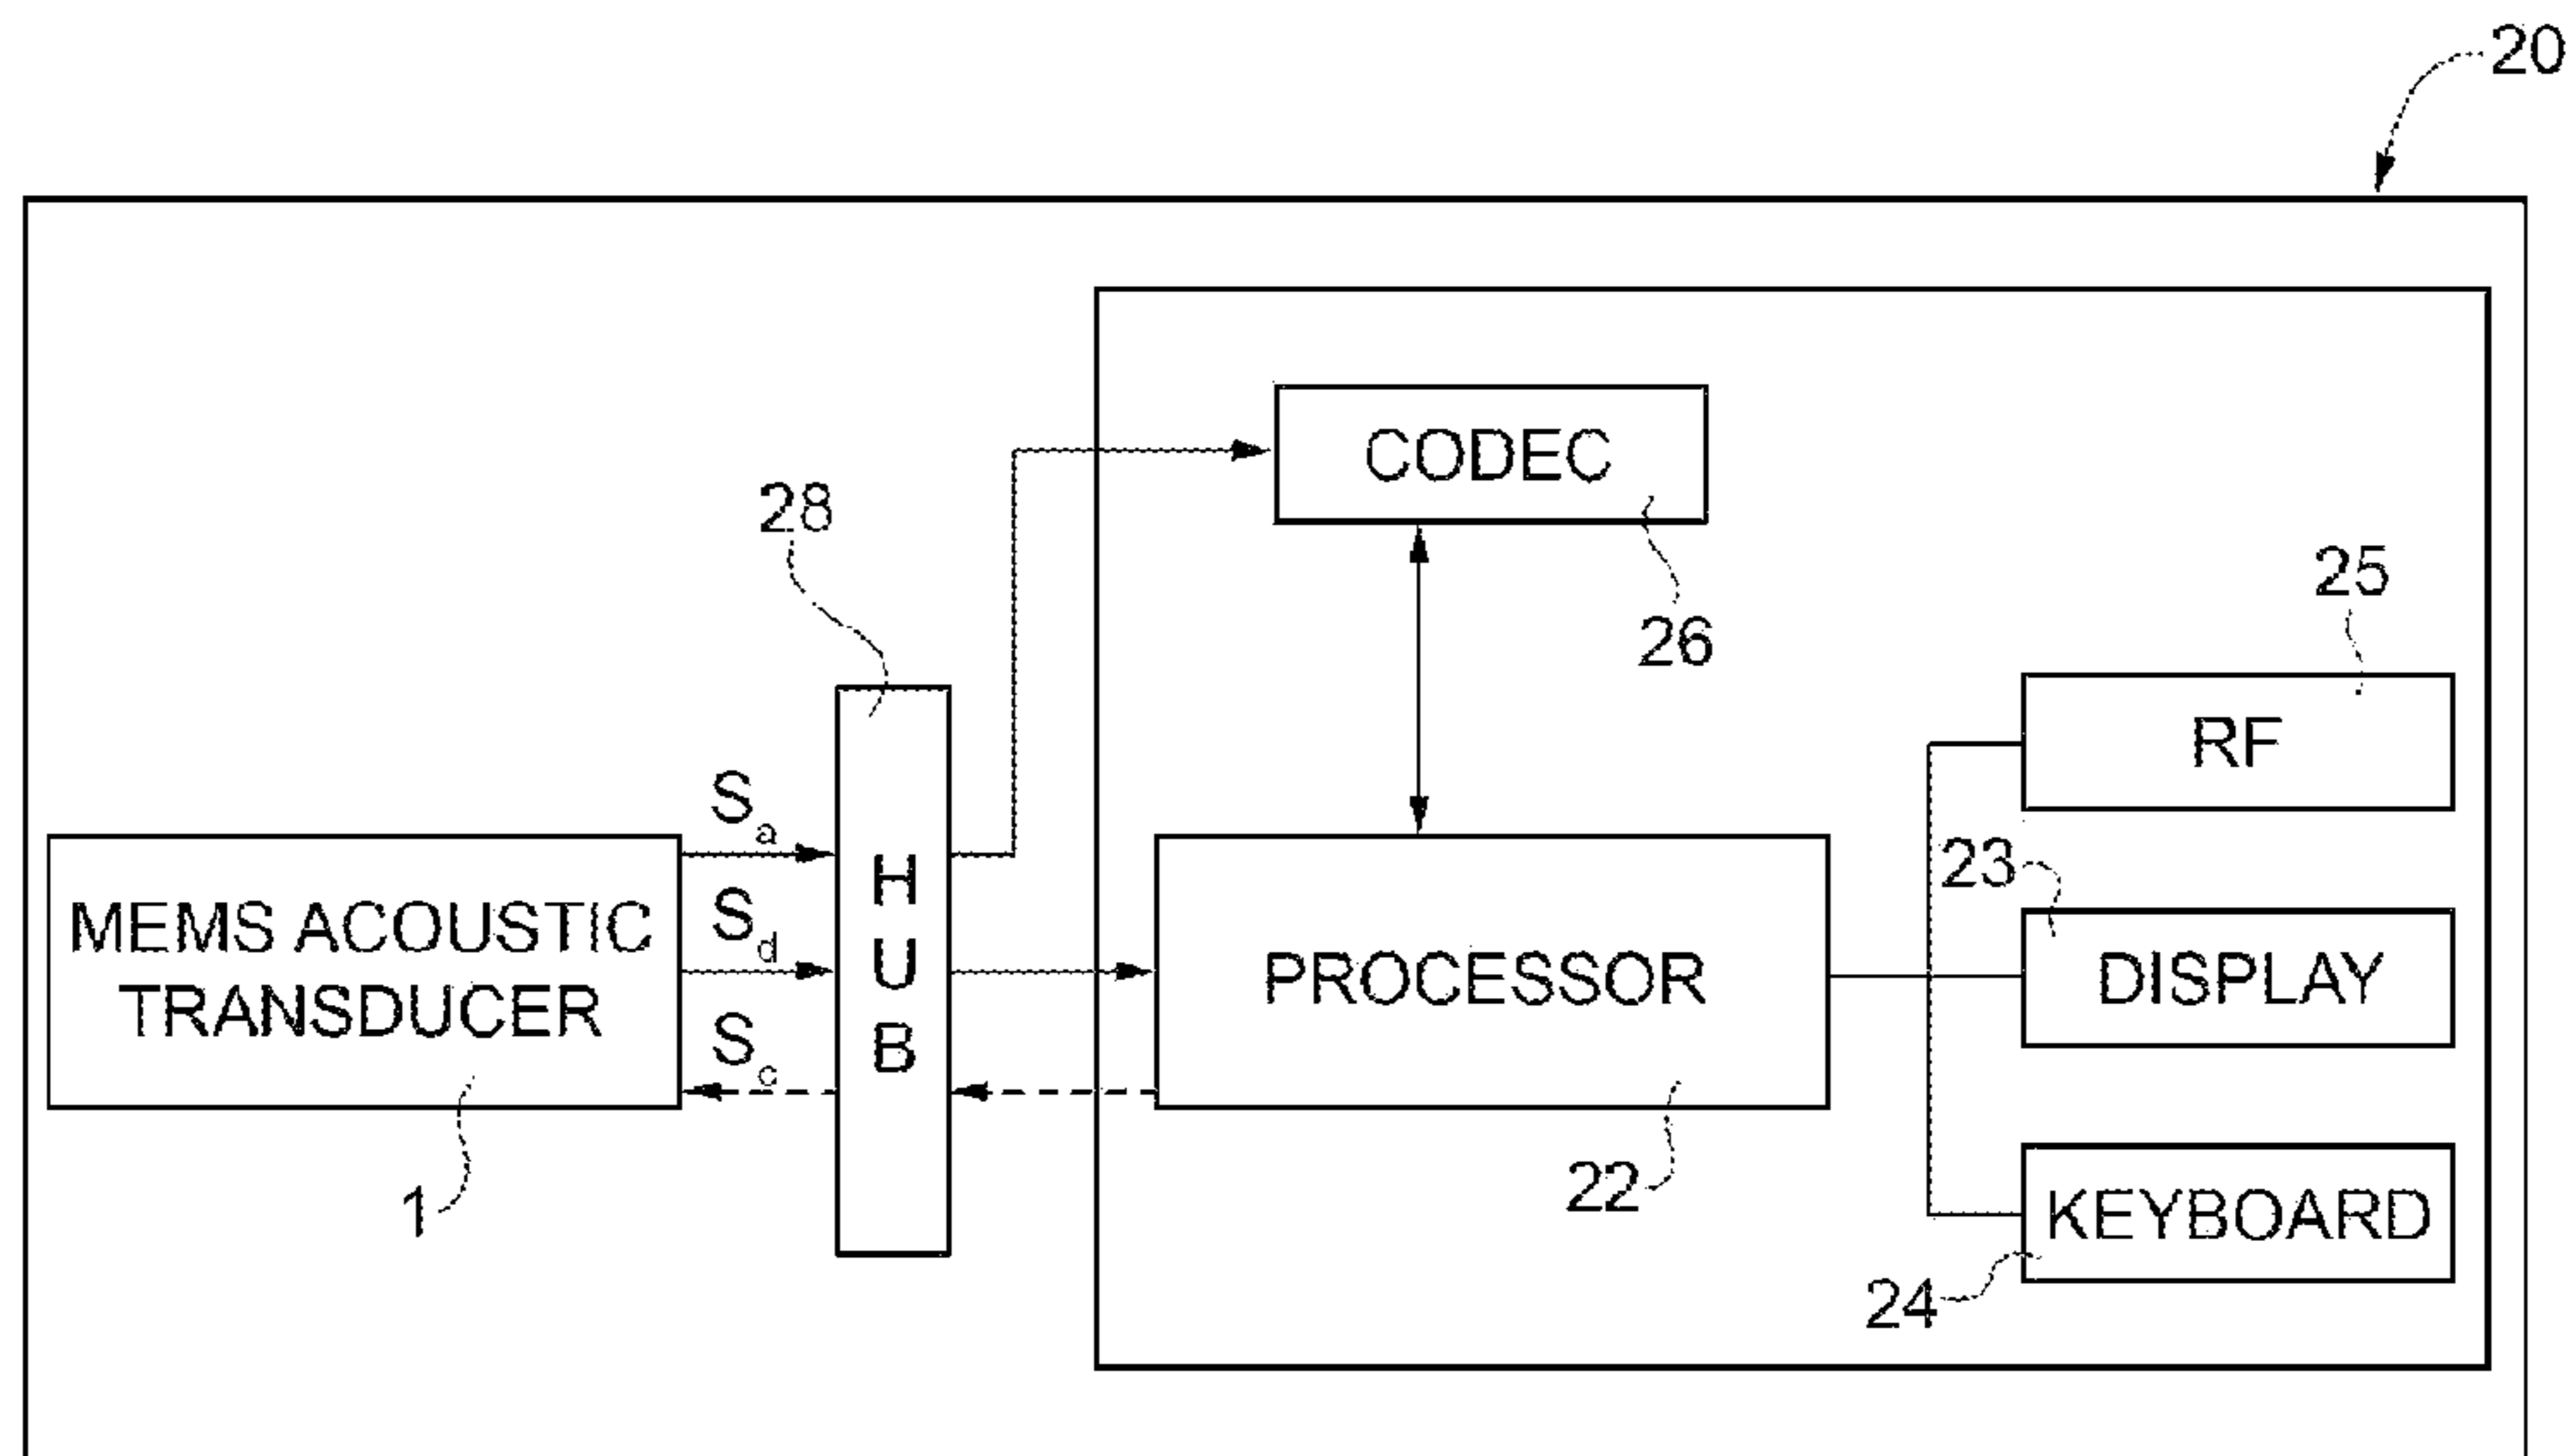 20
CODEC
28
26
25
RF
Sa
23
MEMS ACOUSTIC
TRANSDUCER
Sd
HUB
PROCESSOR
DISPLAY
Sc
1
22
KEYBOARD
24